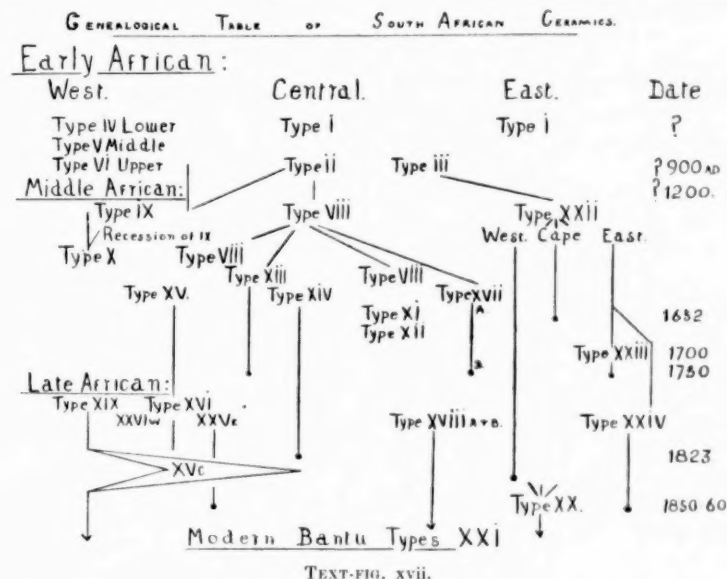 GENEALOGICAL TABLE OF SOUTH AFRICAN CERAMICS.
Early African:
West. Central. East. Date
Type IV Lower Type i Type i ?
Type V Middle
Type Vi Upper Type ii Type iii ? 900 AD
Middle African: ? 1200.
Type iX Type Viii Type XXii
Recession of IX West. Cape East.
Type X Type Viii Type Viii
Type Xiii
Type XV. Type XiV Type XVii
A. 1652
Type Xi
Type Xii
Type XXiii 1700
B. 1750
Late African:
Type XIX Type XVi Type XViii A+B. Type XXIV
XXVIw
1823
XVc
Type XX. 1850-60
Modern Bantu Types XXi
TEXT-FIG. xvii.